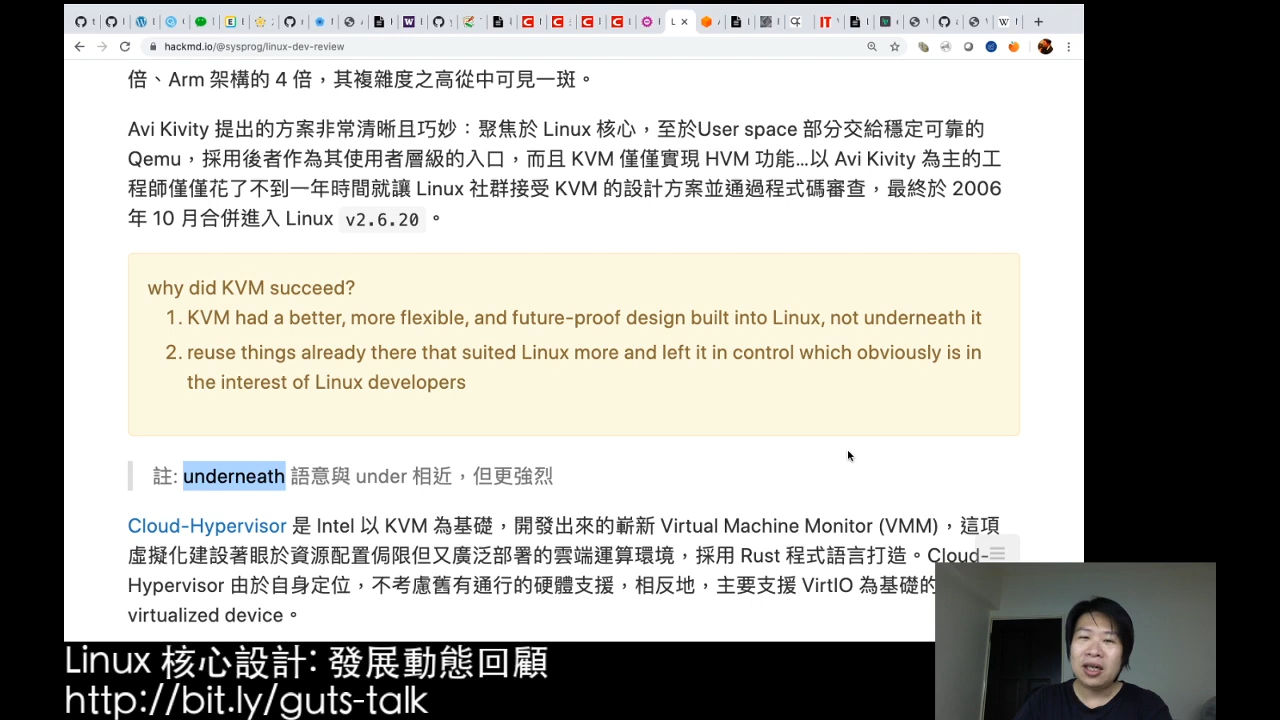 hackmd.io/@sysprog/linux-dev-review
倍、Arm 架構的 4 倍，其複雜度之高從中可見一斑。
Avi Kivity 提出的方案非常清晰且巧妙：聚焦於 Linux 核心，至於User space 部分交給穩定可靠的
Qemu，採用後者作為其使用者層級的入口，而且 KVM 僅僅實現 HVM 功能...以 Avi Kivity 為主的工
程師僅僅花了不到一年時間就讓 Linux 社群接受 KVM 的設計方案並通過程式碼審查，最終於 2006
年 10 月合併進入 Linux v2.6.20 。
why did KVM succeed?
1. KVM had a better, more flexible, and future-proof design built into Linux, not underneath it
2. reuse things already there that suited Linux more and left it in control which obviously is in
the interest of Linux developers
註: underneath 語意與 under 相近，但更強烈
Cloud-Hypervisor 是 Intel 以 KVM 為基礎，開發出來的嶄新 Virtual Machine Monitor (VMM)，這項
虛擬化建設著眼於資源配置侷限但又廣泛部署的雲端運算環境，採用 Rust 程式語言打造。Cloud-
Hypervisor 由於自身定位，不考慮舊有通行的硬體支援，相反地，主要支援 VirtIO 為基礎的
virtualized device。
Linux 核心設計: 發展動態回顧
http://bit.ly/guts-talk